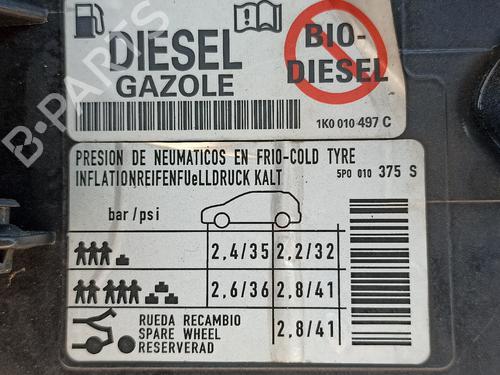 DIESEL
GAZOLE
BIO-
DIESEL
1K0 010 497 C
PRESION DE NEUMATICOS EN FRIO-COLD TYRE
INFLATIONREIFENFUeLLDRUCK KALT
5P0 010 375 S
bar/psi
2,4/35 2,2/32
2,6/36 2,8/41
RUEDA RECAMBIO
SPARE WHEEL
RESERVERAD
2,8/41
B-PARTS